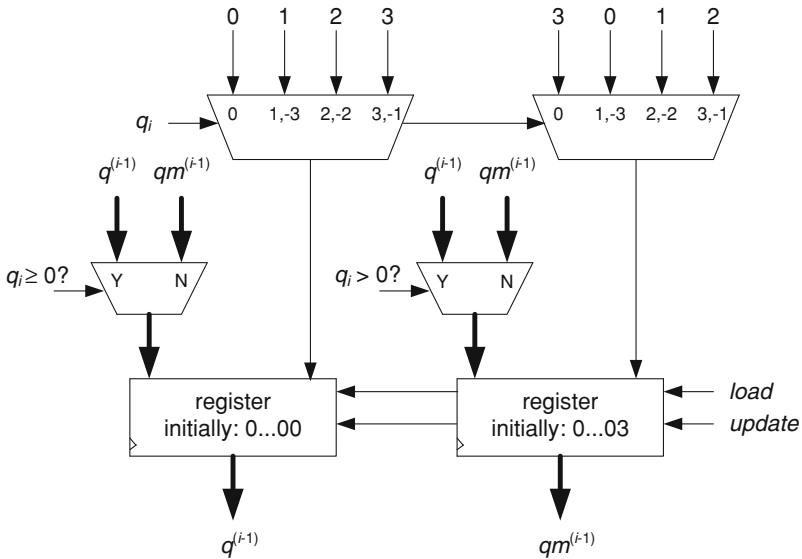 0 1 2 3 3 0 1 2
0 1,-3 2,-2 3,-1 0 1,-3 2,-2 3,-1
q_i
q^(i-1) qm^(i-1) q^(i-1) qm^(i-1)
q_i ≥ 0? Y N q_i > 0? Y N
register register load
initially: 0...00 initially: 0...03 update
q^(i-1) qm^(i-1)